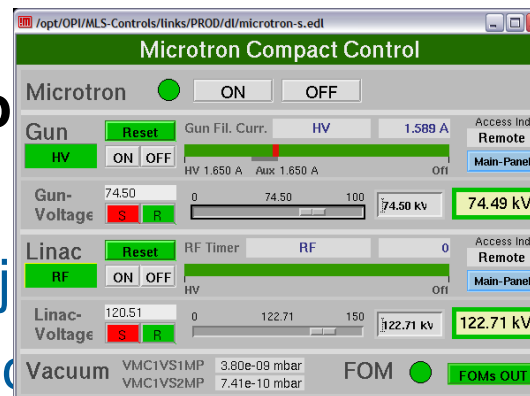 /opt/OPI/MLS-Controls/links/PROD/dl/microtron-s.edl
Microtron Compact Control
Microtron ON OFF
Gun Reset Gun Fil. Curr. HV 1.589 A Access Ind
Remote
HV ON OFF HV 1.650 A Aux 1.650 A Off Main-Panel
Gun-Voltage 74.50 S R 0 74.50 100 74.50 kV 74.49 kV
Linac Reset RF Timer RF 0 Access Ind
Remote
RF ON OFF HV Off Main-Panel
Linac-Voltage 120.51 S R 0 122.71 150 122.71 kV 122.71 kV
Vacuum VMC1VS1MP 3.80e-09 mbar FOM FOMs OUT
VMC1VS2MP 7.41e-10 mbar